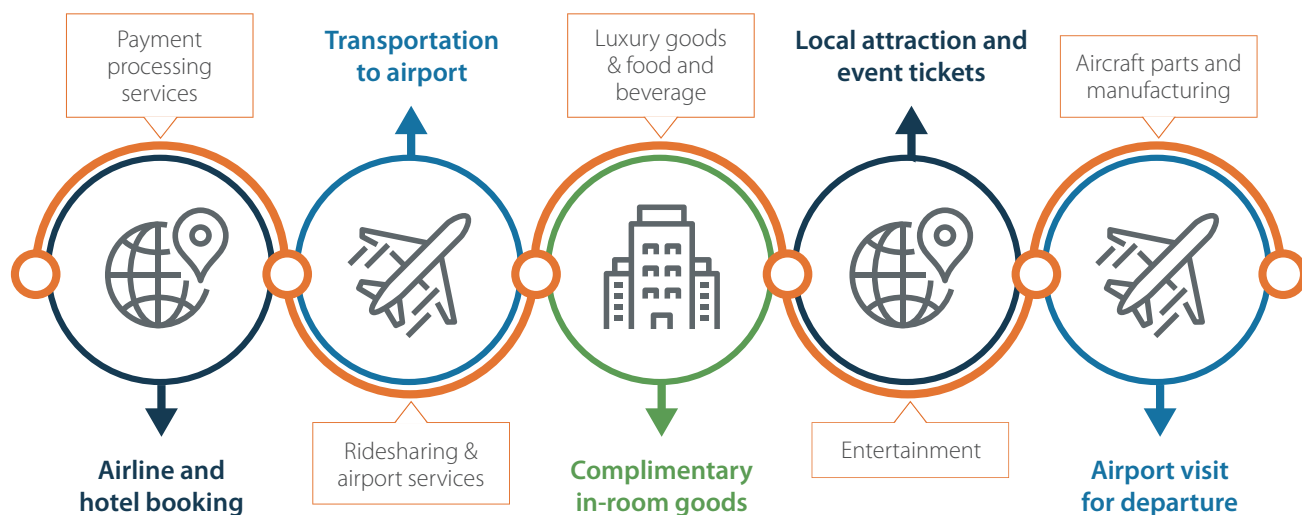 Payment
processing
services
Airline and
hotel booking
Transportation
to airport
Ridesharing &
airport services
Luxury goods
& food and
beverage
Complimentary
in-room goods
Local attraction and
event tickets
Entertainment
Aircraft parts and
manufacturing
Airport visit
for departure